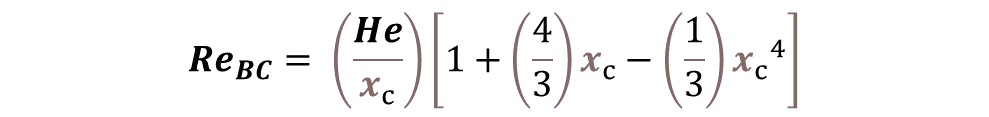 Re_BC = (He/x_c) [1 + (4/3) x_c − (1/3) x_c^4]